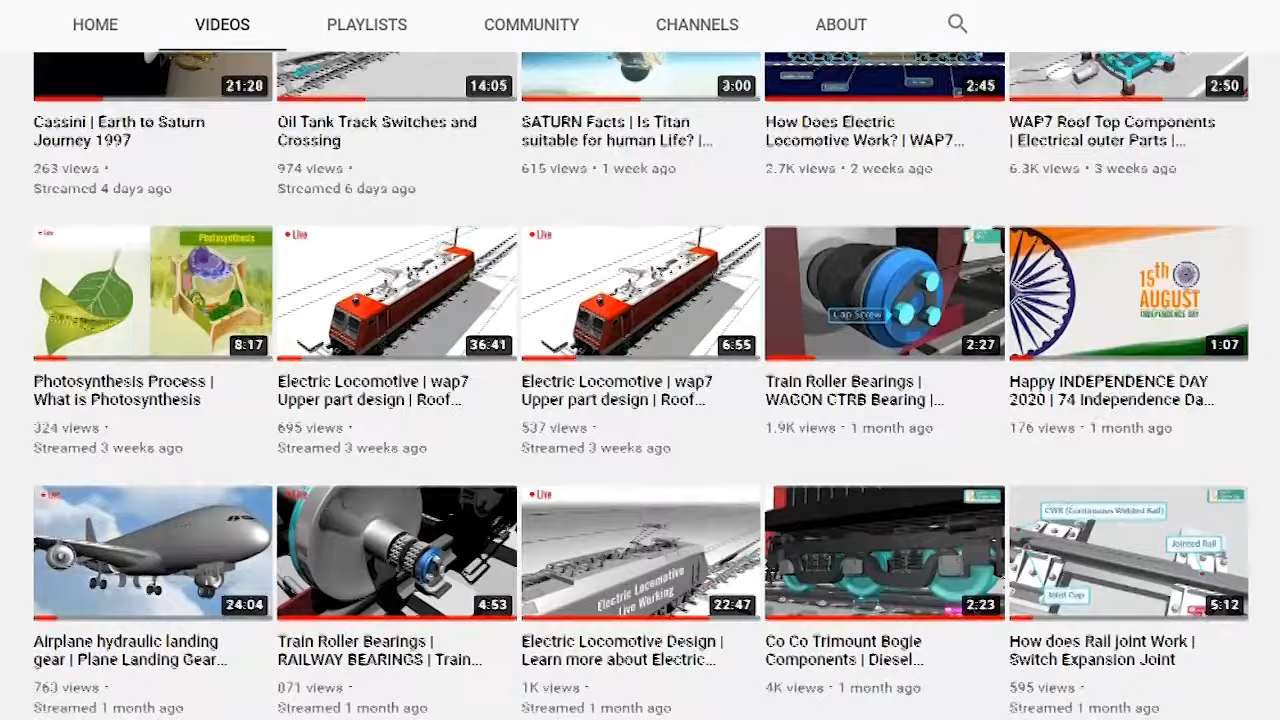 HOME VIDEOS PLAYLISTS COMMUNITY CHANNELS ABOUT
21:20 14:05 3:00 2:45 2:50
Cassini | Earth to Saturn
Journey 1997
263 views •
Streamed 4 days ago
Oil Tank Track Switches and
Crossing
974 views •
Streamed 6 days ago
SATURN Facts | Is Titan
suitable for human Life? |...
615 views • 1 week ago
How Does Electric
Locomotive Work? | WAP7...
2.7K views • 2 weeks ago
WAP7 Roof Top Components
| Electrical outer Parts |...
6.3K views • 3 weeks ago
Live
Photosynthesis
8:17
Photosynthesis Process |
What is Photosynthesis
324 views •
Streamed 3 weeks ago
Live
36:41
Electric Locomotive | wap7
Upper part design | Roof...
695 views •
Streamed 3 weeks ago
Live
6:55
Electric Locomotive | wap7
Upper part design | Roof...
537 views •
Streamed 3 weeks ago
Cap Screw
2:27
Train Roller Bearings |
WAGON CTRB Bearing |...
1.9K views • 1 month ago
15th
AUGUST
INDEPENDENCE DAY
1:07
Happy INDEPENDENCE DAY
2020 | 74 Independence Da...
176 views • 1 month ago
Live
24:04
Airplane hydraulic landing
gear | Plane Landing Gear...
763 views •
Streamed 1 month ago
Live
4:53
Train Roller Bearings |
RAILWAY BEARINGS | Train...
871 views •
Streamed 1 month ago
Live
Electric Locomotive
Live Working
22:47
Electric Locomotive Design |
Learn more about Electric...
1K views •
Streamed 1 month ago
2:23
Co Co Trimount Bogie
Components | Diesel...
4K views • 1 month ago
CWR (Continuous Welded Rail)
Jointed Rail
Joint Gap
5:12
How does Rail joint Work |
Switch Expansion Joint
595 views •
Streamed 1 month ago